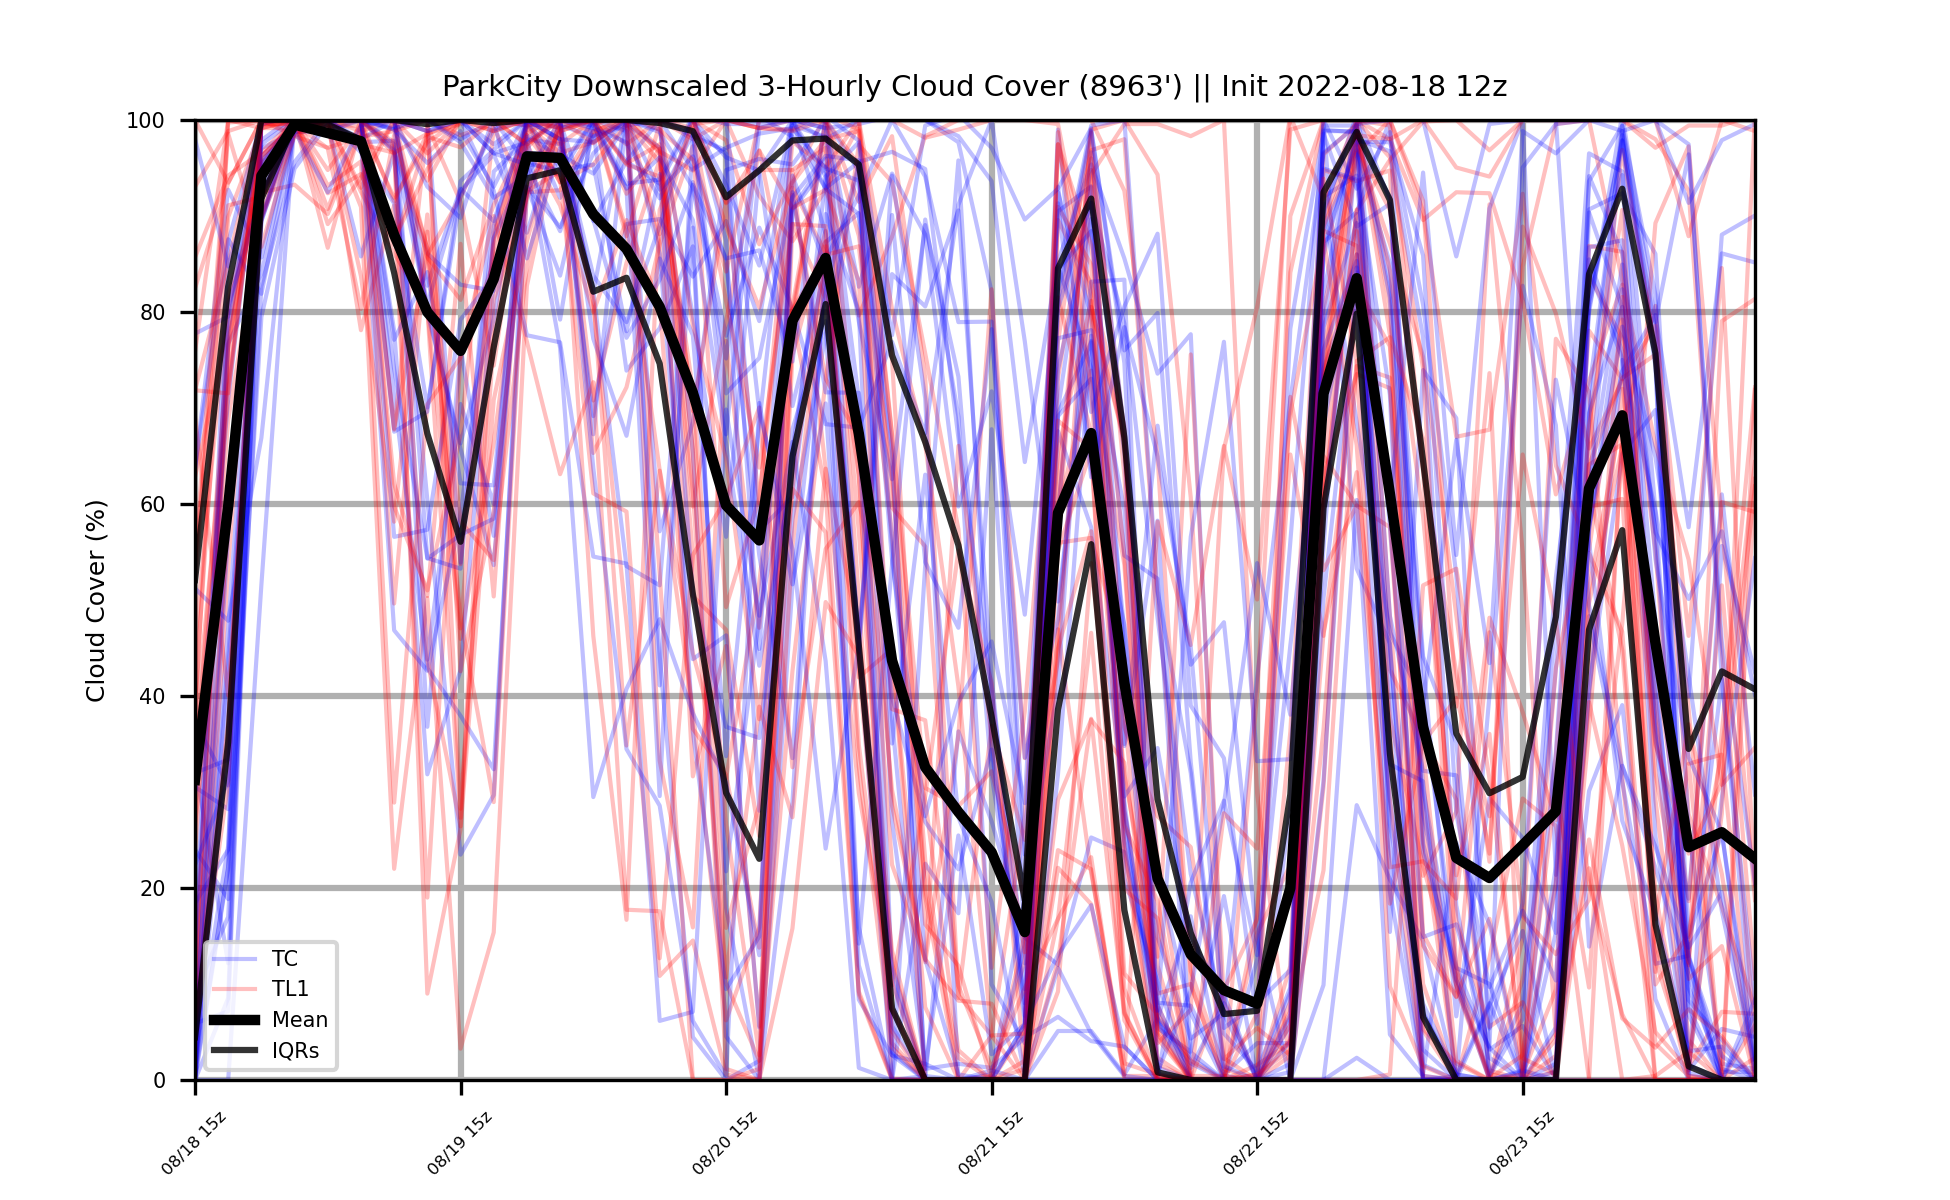 ParkCity Downscaled 3-Hourly Cloud Cover (8963') || Init 2022-08-18 12z
Cloud Cover (%)
100
80
60
40
20
0
TC
TL1
Mean
IQRs
08/18 15z
08/19 15z
08/20 15z
08/21 15z
08/22 15z
08/23 15z